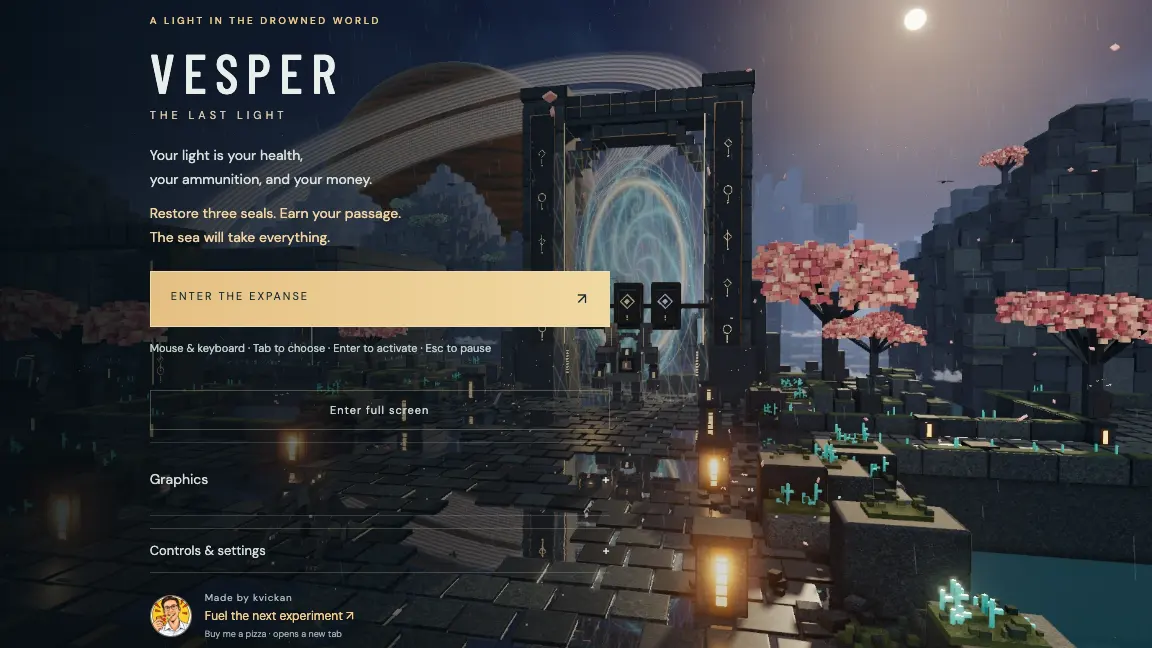 A LIGHT IN THE DROWNED WORLD
VESPER
THE LAST LIGHT
Your light is your health,
your ammunition, and your money.
Restore three seals. Earn your passage.
The sea will take everything.
ENTER THE EXPANSE
Mouse & keyboard · Tab to choose · Enter to activate · Esc to pause
Enter full screen
Graphics +
Controls & settings +
Made by kvickan
Fuel the next experiment ↗
Buy me a pizza · opens a new tab